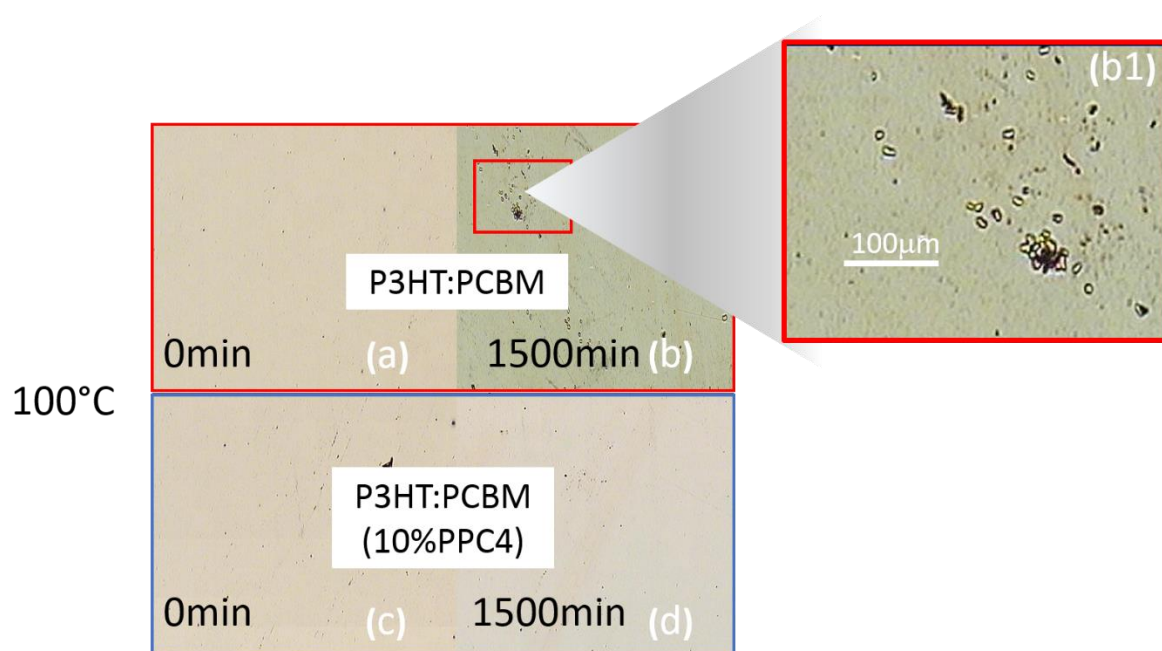 (b1)
100μm
P3HT:PCBM
0min (a) 1500min (b)
100°C
P3HT:PCBM
(10%PPC4)
0min (c) 1500min (d)